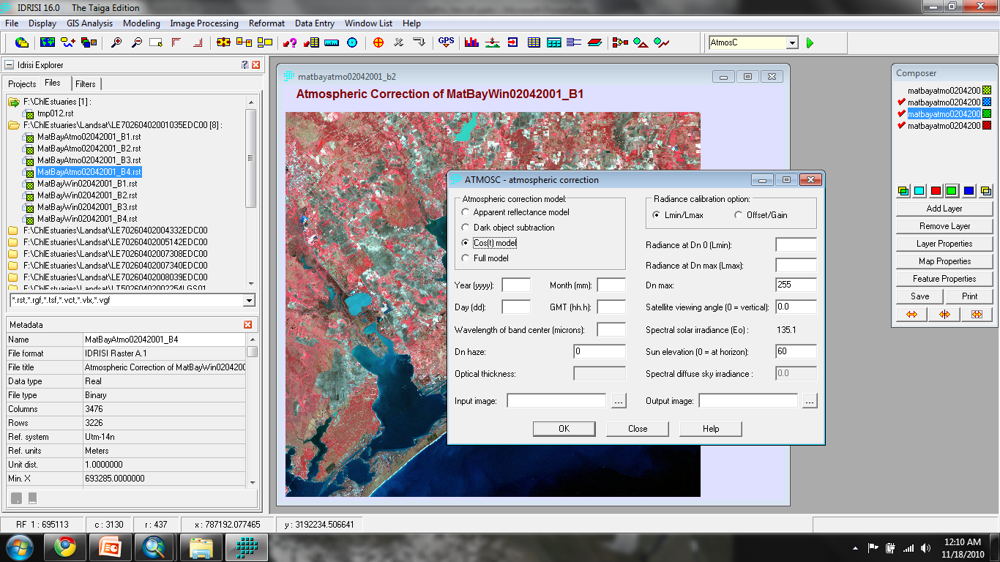 IDRISI 16.0 The Taiga Edition
File Display GIS Analysis Modeling Image Processing Reformat Data Entry Window List Help
GPS
AtmosC
Idrisi Explorer
Projects Files Filters
F:\ChlEstuaries [1] :
tmp012.rst
F:\ChlEstuaries\Landsat\LE70260402001035EDC00 [8] :
MatBayAtmo02042001_B1.rst
MatBayAtmo02042001_B2.rst
MatBayAtmo02042001_B3.rst
MatBayAtmo02042001_B4.rst
MatBayWin02042001_B1.rst
MatBayWin02042001_B2.rst
MatBayWin02042001_B3.rst
MatBayWin02042001_B4.rst
F:\ChlEstuaries\Landsat\LE70260402004332EDC00
F:\ChlEstuaries\Landsat\LE70260402005142EDC00
F:\ChlEstuaries\Landsat\LE70260402007308EDC00
F:\ChlEstuaries\Landsat\LE70260402007340EDC00
F:\ChlEstuaries\Landsat\LE70260402008039EDC00
F:\ChlEstuaries\Landsat\LT50260402002254LGS01
*.rst,*.rgf,*.tsf,*.vct,*.vlx,*.vgf
Metadata
Name MatBayAtmo02042001_B4
File format IDRISI Raster A.1
File title Atmospheric Correction of MatBayWin020420
Data type Real
File type Binary
Columns 3476
Rows 3226
Ref. system Utm-14n
Ref. units Meters
Unit dist. 1.0000000
Min. X 693285.0000000
matbayatmo02042001_b2
Atmospheric Correction of MatBayWin02042001_B1
ATMOSC - atmospheric correction
Atmospheric correction model:
Apparent reflectance model
Dark object subtraction
Cos(t) model
Full model
Radiance calibration option:
Lmin/Lmax Offset/Gain
Year (yyyy): Month (mm):
Day (dd): GMT (hh.h):
Wavelength of band center (microns):
Dn haze: 0
Optical thickness:
Input image: ...
Radiance at Dn 0 (Lmin):
Radiance at Dn max (Lmax):
Dn max: 255
Satellite viewing angle (0 = vertical): 0.0
Spectral solar irradiance (Eo) : 135.1
Sun elevation (0 = at horizon): 60
Spectral diffuse sky irradiance : 0.0
Output image: ...
OK Close Help
Composer
matbayatmo0204200
matbayatmo0204200
matbayatmo0204200
matbayatmo0204200
Add Layer
Remove Layer
Layer Properties
Map Properties
Feature Properties
Save Print
RF 1 : 695113 c : 3130 r : 437 x : 787192.077465 y : 3192234.506641
12:10 AM
11/18/2010